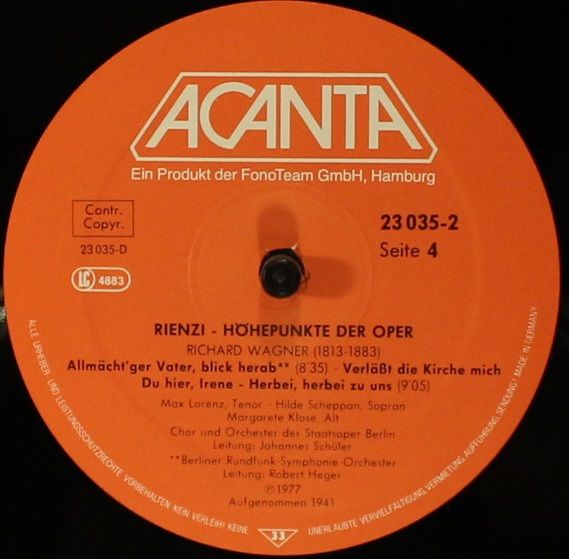 ACANTA
Ein Produkt der FonoTeam GmbH, Hamburg
Contr.
Copyr.
23 035-D
LC 4883
23 035-2
Seite 4
RIENZI - HÖHEPUNKTE DER OPER
RICHARD WAGNER (1813-1883)
Allmächt'ger Vater, blick herab** (8'35) - Verläßt die Kirche mich
Du hier, Irene - Herbei, herbei zu uns (9'05)
Max Lorenz, Tenor - Hilde Scheppan, Sopran
Margarete Klose, Alt
Chor und Orchester der Staatsoper Berlin
Leitung: Johannes Schüler
**Berliner Rundfunk-Symphonie-Orchester
Leitung: Robert Heger
Ⓟ1977
Aufgenommen 1941
ALLE URHEBER- UND LEISTUNGSSCHUTZRECHTE VORBEHALTEN KEIN VERLEIH! KEINE
33
UNERLAUBTE VERVIELFÄLTIGUNG, VERMIETUNG, AUFFÜHRUNG, SENDUNG! MADE IN GERMANY